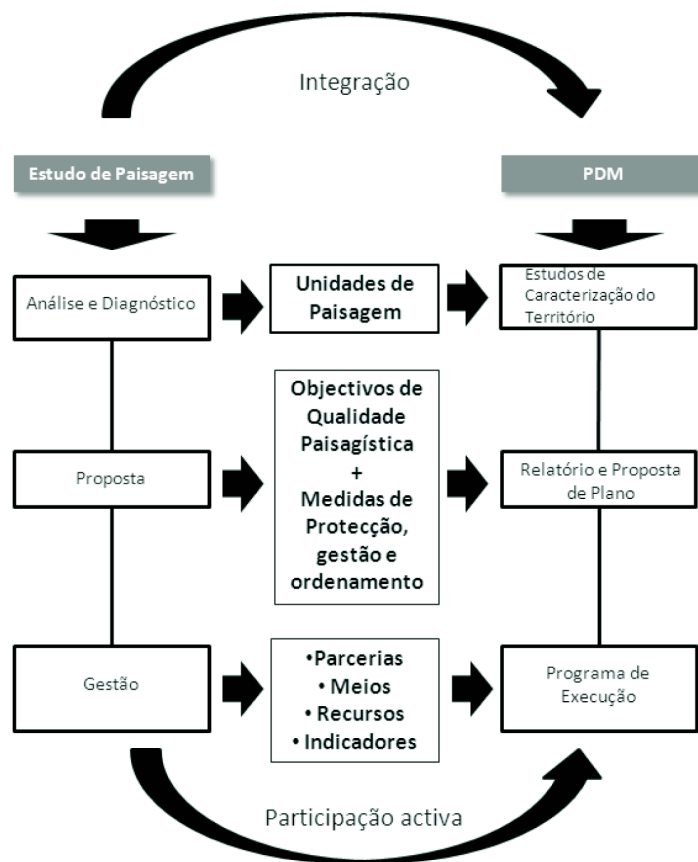 Integração
Estudo de Paisagem
PDM
Análise e Diagnóstico
Unidades de
Paisagem
Estudos de
Caracterização do
Território
Proposta
Objectivos de
Qualidade
Paisagística
+
Medidas de
Protecção,
gestão e
ordenamento
Relatório e Proposta
de Plano
Gestão
•Parcerias
• Meios
• Recursos
• Indicadores
Programa de
Execução
Participação activa